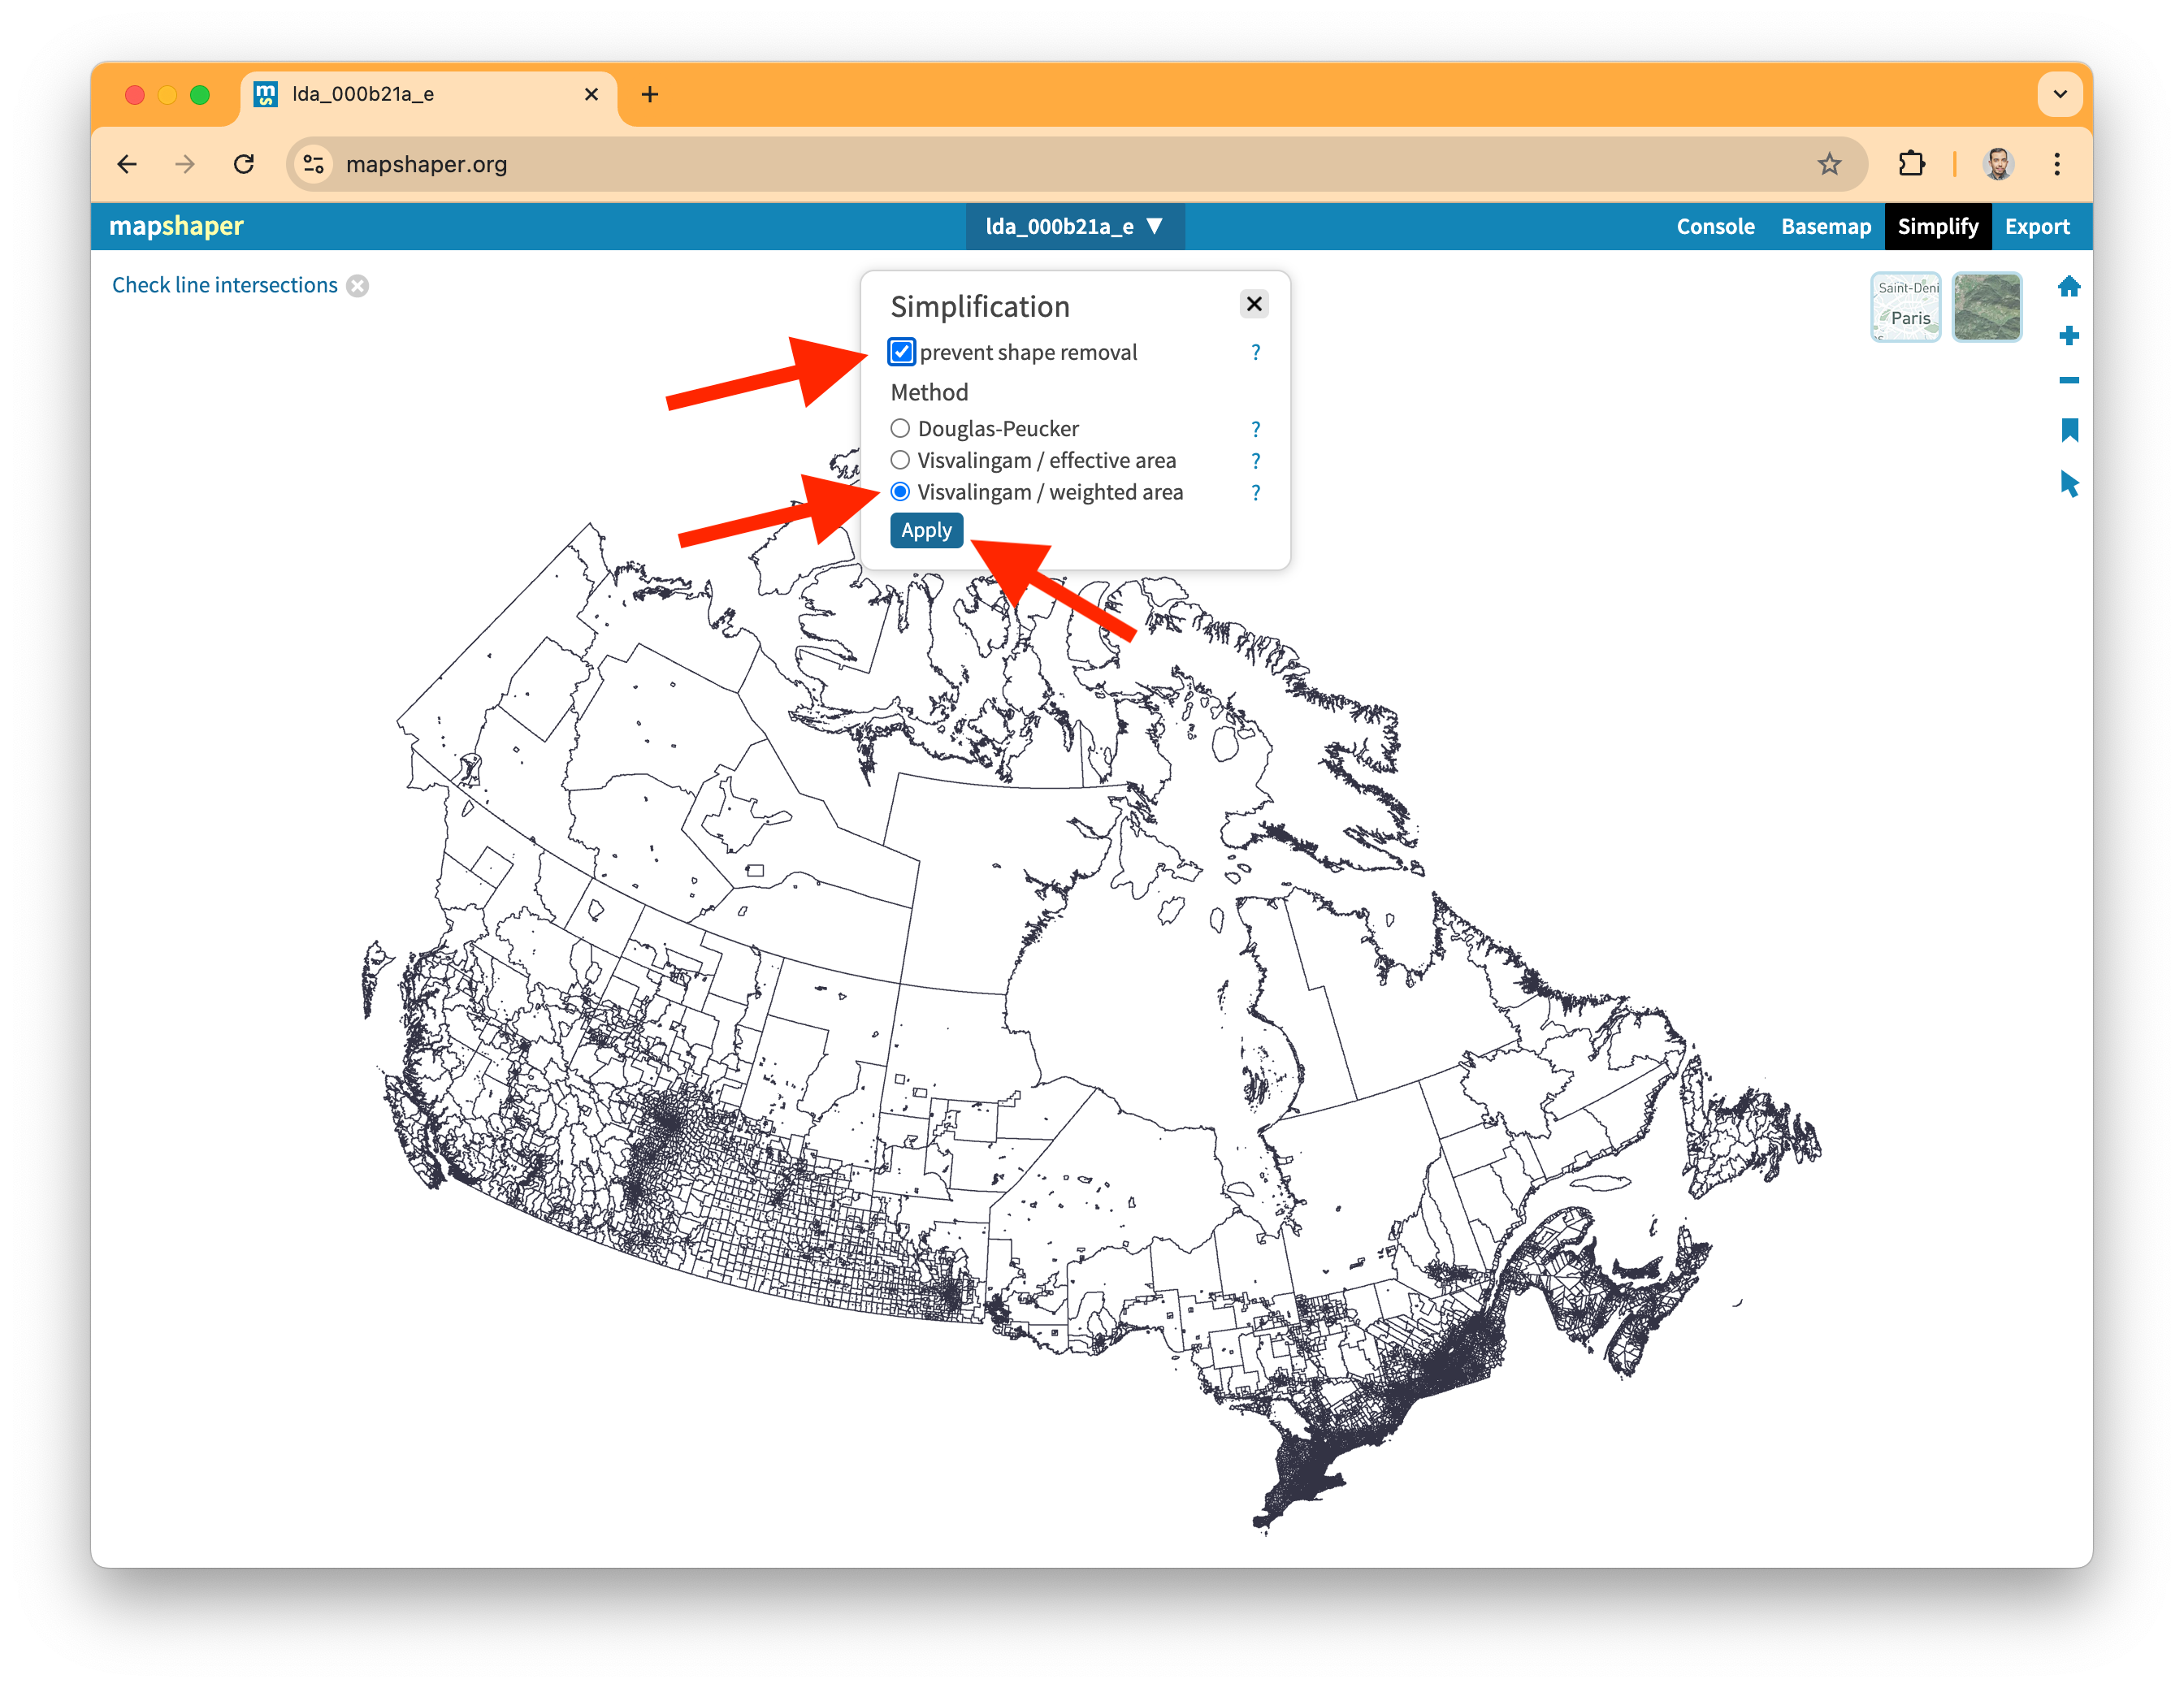 lda_000b21a_e
mapshaper.org
mapshaper
lda_000b21a_e ▼
Console Basemap Simplify Export
Check line intersections
Simplification
prevent shape removal ?
Method
Douglas-Peucker ?
Visvalingam / effective area ?
Visvalingam / weighted area ?
Apply
Saint-Deni
Paris